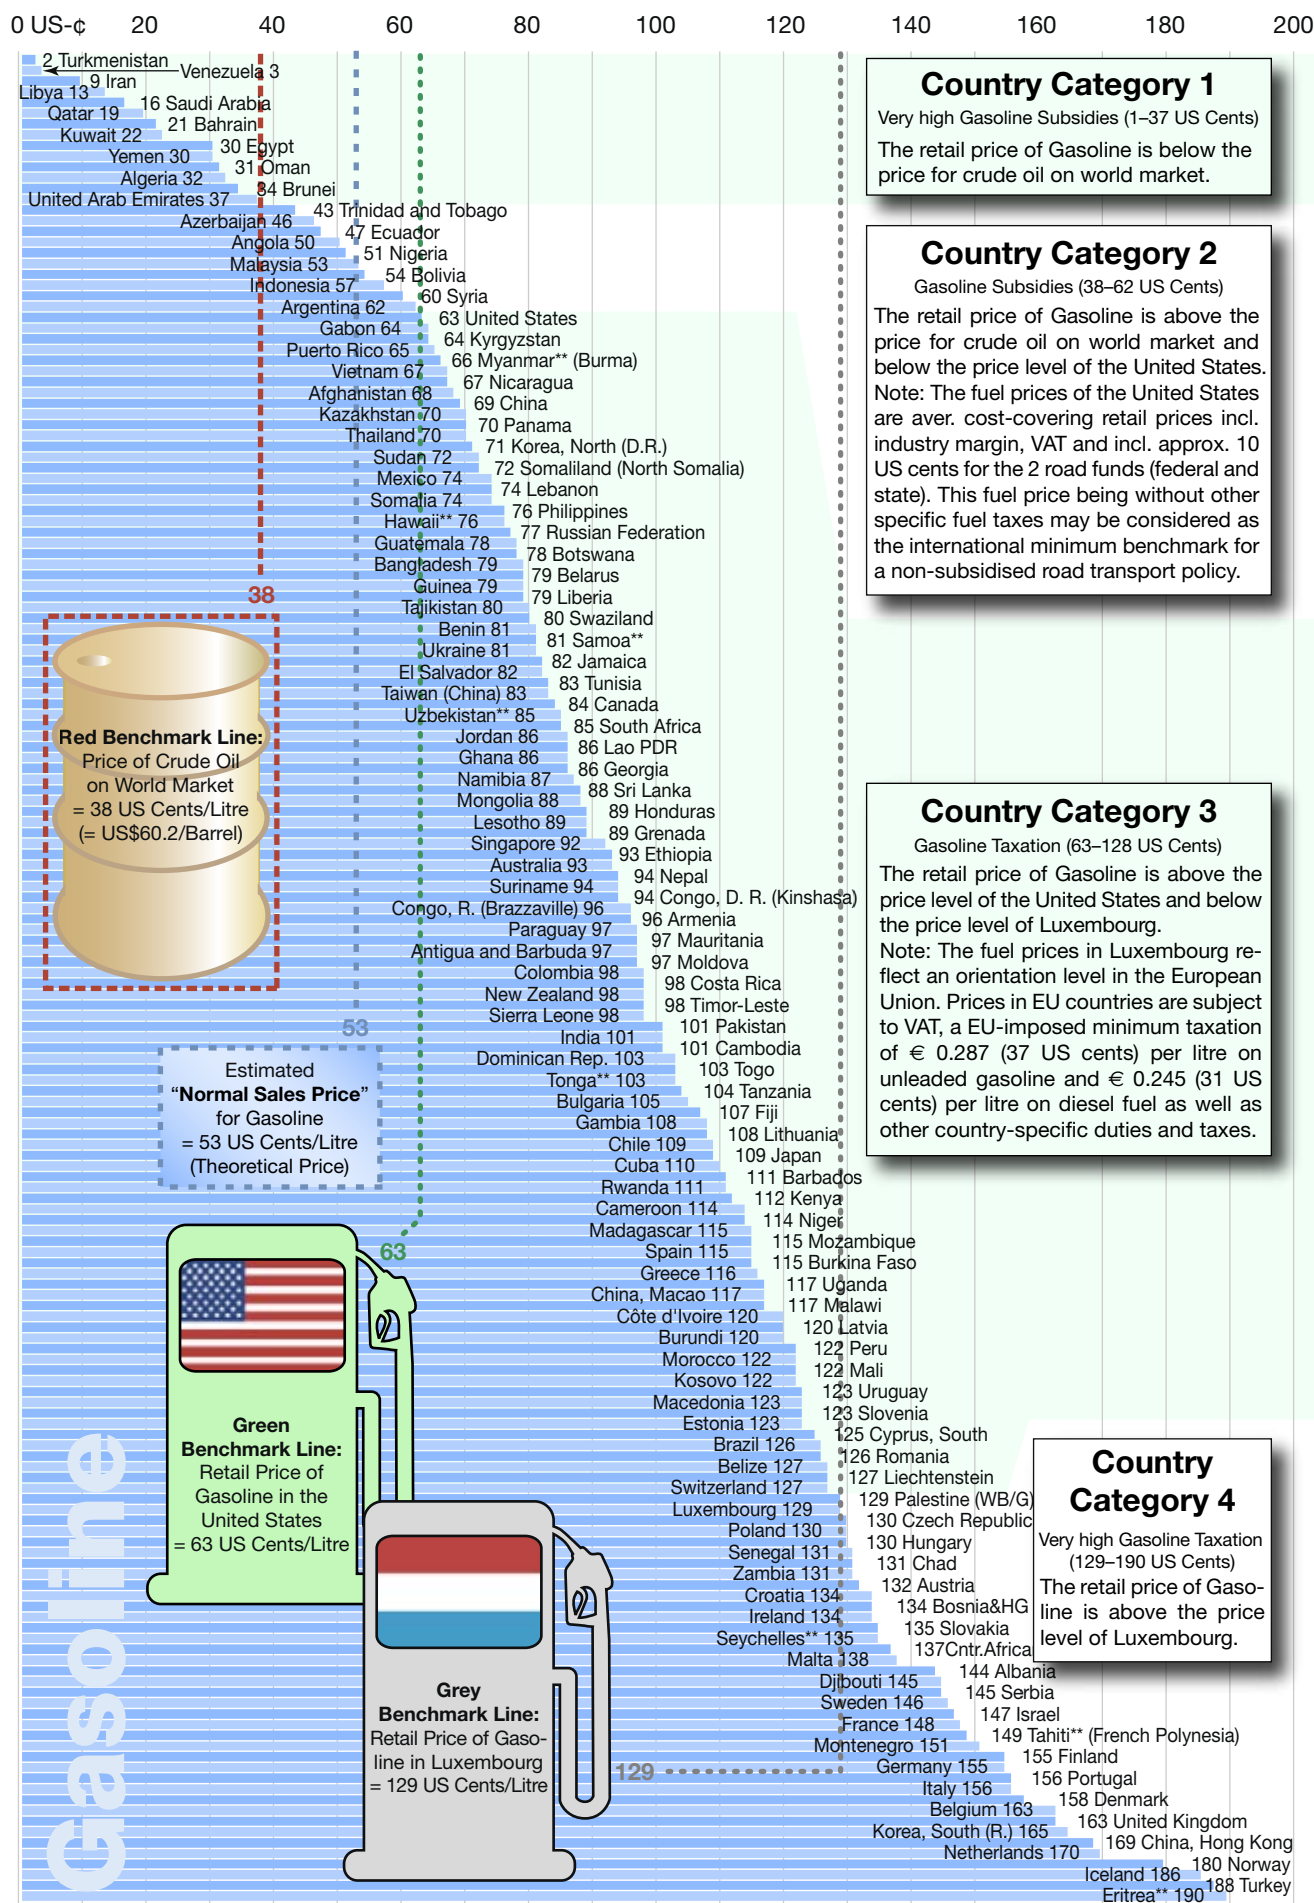 0 US-¢ 20 40 60 80 100 120 140 160 180 200
2 Turkmenistan
Venezuela 3
9 Iran
Libya 13
16 Saudi Arabia
Qatar 19
21 Bahrain
Kuwait 22
30 Egypt
Yemen 30
31 Oman
Algeria 32
34 Brunei
United Arab Emirates 37
43 Trinidad and Tobago
Azerbaijan 46
47 Ecuador
Angola 50
51 Nigeria
Malaysia 53
54 Bolivia
Indonesia 57
60 Syria
Argentina 62
63 United States
Gabon 64
64 Kyrgyzstan
Puerto Rico 65
66 Myanmar** (Burma)
Vietnam 67
67 Nicaragua
Afghanistan 68
69 China
Kazakhstan 70
70 Panama
Thailand 70
71 Korea, North (D.R.)
Sudan 72
72 Somaliland (North Somalia)
Mexico 74
74 Lebanon
Somalia 74
76 Philippines
Hawaii** 76
77 Russian Federation
Guatemala 78
78 Botswana
Bangladesh 79
79 Belarus
Guinea 79
79 Liberia
Tajikistan 80
80 Swaziland
Benin 81
81 Samoa**
Ukraine 81
82 Jamaica
El Salvador 82
83 Tunisia
Taiwan (China) 83
84 Canada
Uzbekistan** 85
85 South Africa
Jordan 86
86 Lao PDR
Ghana 86
86 Georgia
Namibia 87
88 Sri Lanka
Mongolia 88
89 Honduras
Lesotho 89
89 Grenada
Singapore 92
93 Ethiopia
Australia 93
94 Nepal
Suriname 94
94 Congo, D. R. (Kinshasa)
Congo, R. (Brazzaville) 96
96 Armenia
Paraguay 97
97 Mauritania
Antigua and Barbuda 97
97 Moldova
Colombia 98
98 Costa Rica
New Zealand 98
98 Timor-Leste
Sierra Leone 98
101 Pakistan
India 101
101 Cambodia
Dominican Rep. 103
103 Togo
Tonga** 103
104 Tanzania
Bulgaria 105
107 Fiji
Gambia 108
108 Lithuania
Chile 109
109 Japan
Cuba 110
111 Barbados
Rwanda 111
112 Kenya
Cameroon 114
114 Niger
Madagascar 115
115 Mozambique
Spain 115
115 Burkina Faso
Greece 116
117 Uganda
China, Macao 117
117 Malawi
Côte d'Ivoire 120
120 Latvia
Burundi 120
122 Peru
Morocco 122
122 Mali
Kosovo 122
123 Uruguay
Macedonia 123
123 Slovenia
Estonia 123
125 Cyprus, South
Brazil 126
126 Romania
Belize 127
127 Liechtenstein
Switzerland 127
129 Palestine (WB/G)
Luxembourg 129
130 Czech Republic
Poland 130
130 Hungary
Senegal 131
131 Chad
Zambia 131
132 Austria
Croatia 134
134 Bosnia&HG
Ireland 134
135 Slovakia
Seychelles** 135
137Cntr.Africa
Malta 138
144 Albania
Djibouti 145
145 Serbia
Sweden 146
147 Israel
France 148
149 Tahiti** (French Polynesia)
Montenegro 151
155 Finland
Germany 155
156 Portugal
Italy 156
158 Denmark
Belgium 163
163 United Kingdom
Korea, South (R.) 165
169 China, Hong Kong
Netherlands 170
180 Norway
Iceland 186
188 Turkey
Eritrea** 190
38
Red Benchmark Line:
Price of Crude Oil
on World Market
= 38 US Cents/Litre
(= US$60.2/Barrel)
53
Estimated
“Normal Sales Price”
for Gasoline
= 53 US Cents/Litre
(Theoretical Price)
63
Green
Benchmark Line:
Retail Price of
Gasoline in the
United States
= 63 US Cents/Litre
Grey
Benchmark Line:
Retail Price of Gaso-
line in Luxembourg
= 129 US Cents/Litre
129
Gasoline
Country Category 1
Very high Gasoline Subsidies (1–37 US Cents)
The retail price of Gasoline is below the
price for crude oil on world market.
Country Category 2
Gasoline Subsidies (38–62 US Cents)
The retail price of Gasoline is above the
price for crude oil on world market and
below the price level of the United States.
Note: The fuel prices of the United States
are aver. cost-covering retail prices incl.
industry margin, VAT and incl. approx. 10
US cents for the 2 road funds (federal and
state). This fuel price being without other
specific fuel taxes may be considered as
the international minimum benchmark for
a non-subsidised road transport policy.
Country Category 3
Gasoline Taxation (63–128 US Cents)
The retail price of Gasoline is above the
price level of the United States and below
the price level of Luxembourg.
Note: The fuel prices in Luxembourg re-
flect an orientation level in the European
Union. Prices in EU countries are subject
to VAT, a EU-imposed minimum taxation
of € 0.287 (37 US cents) per litre on
unleaded gasoline and € 0.245 (31 US
cents) per litre on diesel fuel as well as
other country-specific duties and taxes.
Country
Category 4
Very high Gasoline Taxation
(129–190 US Cents)
The retail price of Gaso-
line is above the price
level of Luxembourg.